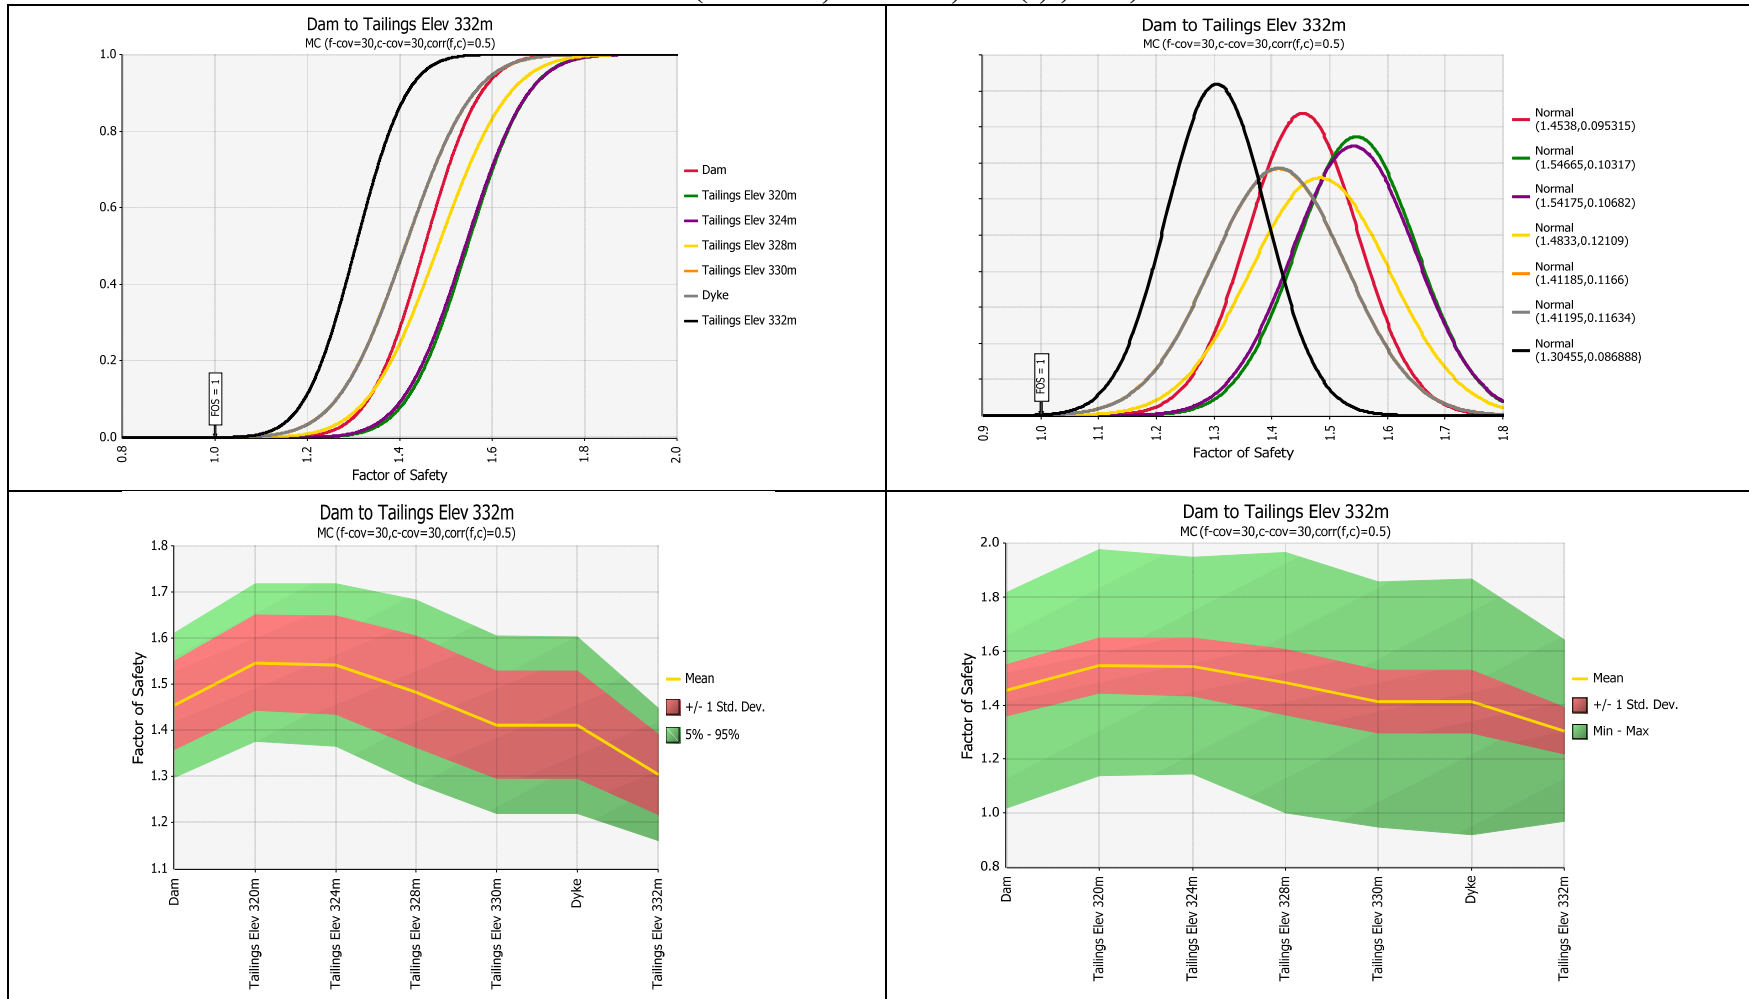 Dam to Tailings Elev 332m
MC (f-cov=30,c-cov=30,corr(f,c)=0.5)
1.0
0.8
0.6
0.4
0.2
0.0
FOS = 1
0.8
1.0
1.2
1.4
1.6
1.8
2.0
Factor of Safety
Dam
Tailings Elev 320m
Tailings Elev 324m
Tailings Elev 328m
Tailings Elev 330m
Dyke
Tailings Elev 332m
Dam to Tailings Elev 332m
MC (f-cov=30,c-cov=30,corr(f,c)=0.5)
FOS = 1
0.9
1.0
1.1
1.2
1.3
1.4
1.5
1.6
1.7
1.8
Factor of Safety
Normal
(1.4538,0.095315)
Normal
(1.54665,0.10317)
Normal
(1.54175,0.10682)
Normal
(1.4833,0.12109)
Normal
(1.41185,0.1166)
Normal
(1.41195,0.11634)
Normal
(1.30455,0.086888)
Dam to Tailings Elev 332m
MC (f-cov=30,c-cov=30,corr(f,c)=0.5)
Factor of Safety
1.8
1.7
1.6
1.5
1.4
1.3
1.2
1.1
Dam
Tailings Elev 320m
Tailings Elev 324m
Tailings Elev 328m
Tailings Elev 330m
Dyke
Tailings Elev 332m
Mean
+/- 1 Std. Dev.
5% - 95%
Dam to Tailings Elev 332m
MC (f-cov=30,c-cov=30,corr(f,c)=0.5)
Factor of Safety
2.0
1.8
1.6
1.4
1.2
1.0
0.8
Dam
Tailings Elev 320m
Tailings Elev 324m
Tailings Elev 328m
Tailings Elev 330m
Dyke
Tailings Elev 332m
Mean
+/- 1 Std. Dev.
Min - Max